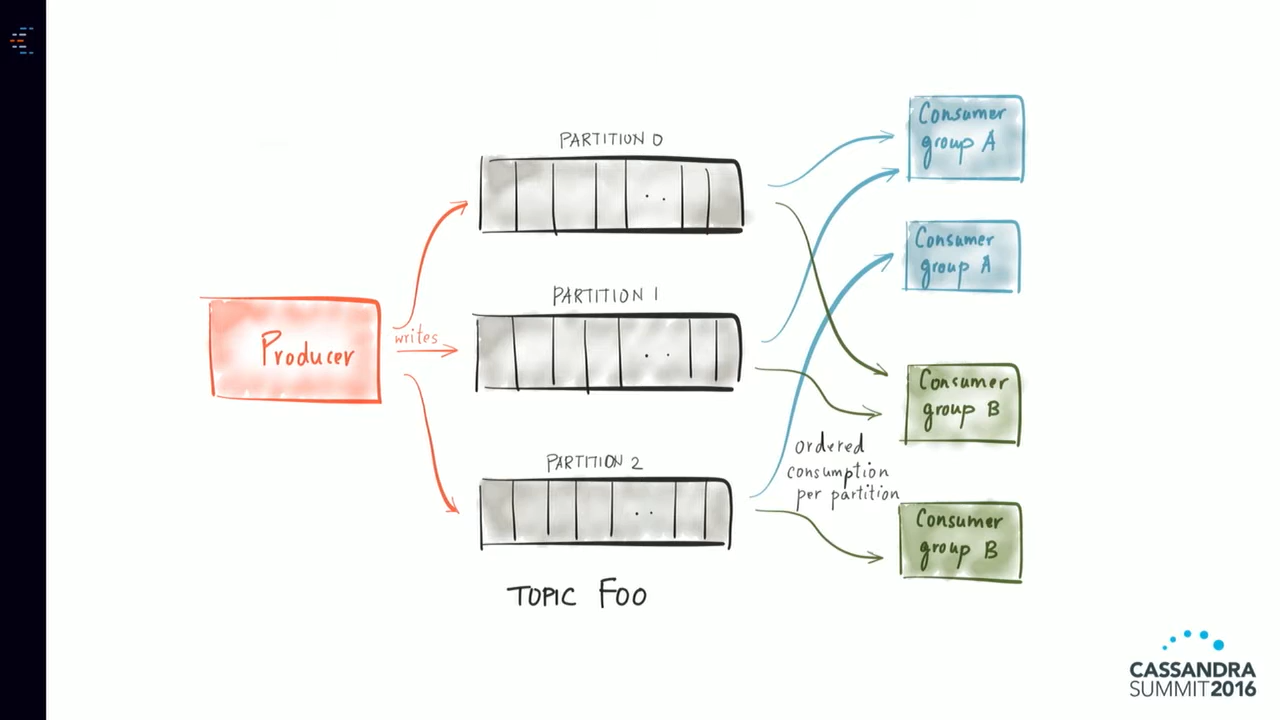 PARTITION 0
Consumer
group A
Consumer
group A
PARTITION 1
writes
Producer
Consumer
group B
ordered
consumption
per partition
PARTITION 2
Consumer
group B
TOPIC FOO
CASSANDRA
SUMMIT2016